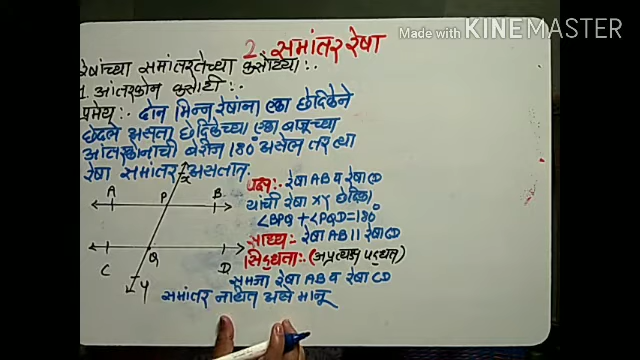 Made with KINEMASTER
2. समांतर रेषा
रेषांच्या समांतरतेच्या कसोट्या :.
1. आंतरकोन कसोटी :.
प्रमेय :. दोन भिन्न रेषांना एका छेदिकेने
छेदले असता छेदिकेच्या एका बाजूच्या
आंतरकोनांची बेरीज 180° असेल तर त्या
रेषा समांतर असतात.
पक्ष:- रेषा AB व रेषा CD
यांची रेषा XY छेदिका
∠BPQ + ∠PQD = 180°
साध्य:- रेषा AB || रेषा CD
सिद्धता:- (अप्रत्यक्ष पद्धत)
समजा रेषा AB व रेषा CD
समांतर नाहीत असे मानू
X
A P B
Q
C D
Y